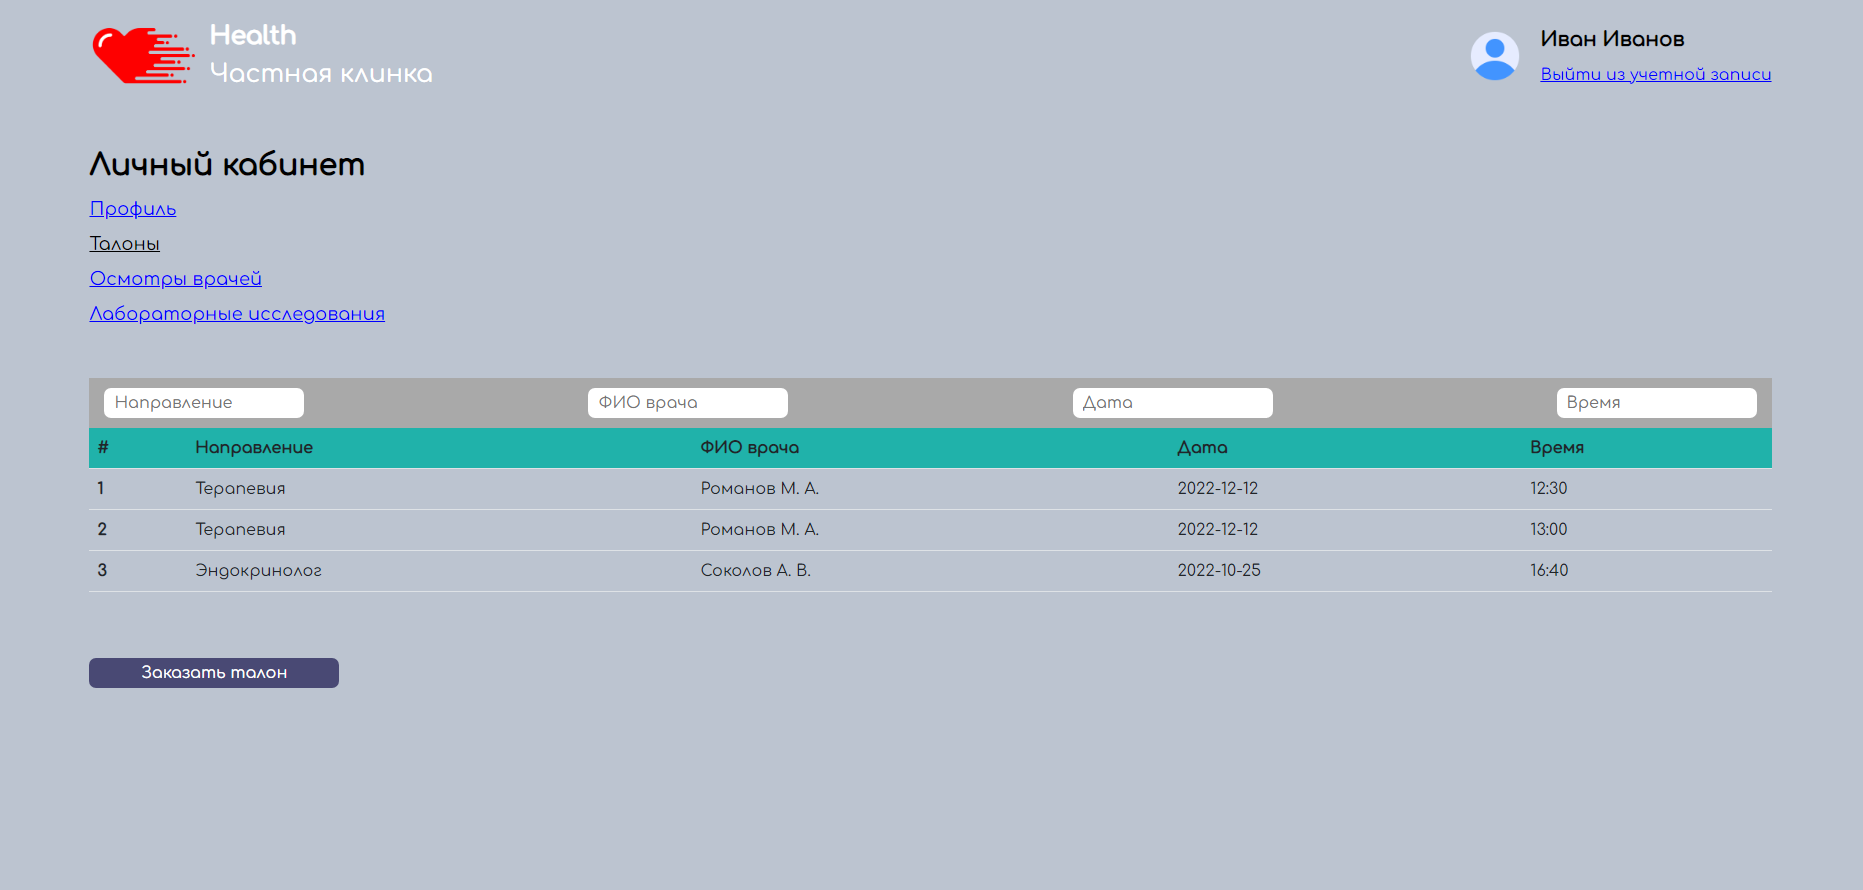 Health
Частная клинка
Иван Иванов
Выйти из учетной записи
Личный кабинет
Профиль
Талоны
Осмотры врачей
Лабораторные исследования
Направление ФИО врача Дата Время
# Направление ФИО врача Дата Время
1 Терапевия Романов М. А. 2022-12-12 12:30
2 Терапевия Романов М. А. 2022-12-12 13:00
3 Эндокринолог Соколов А. В. 2022-10-25 16:40
Заказать талон